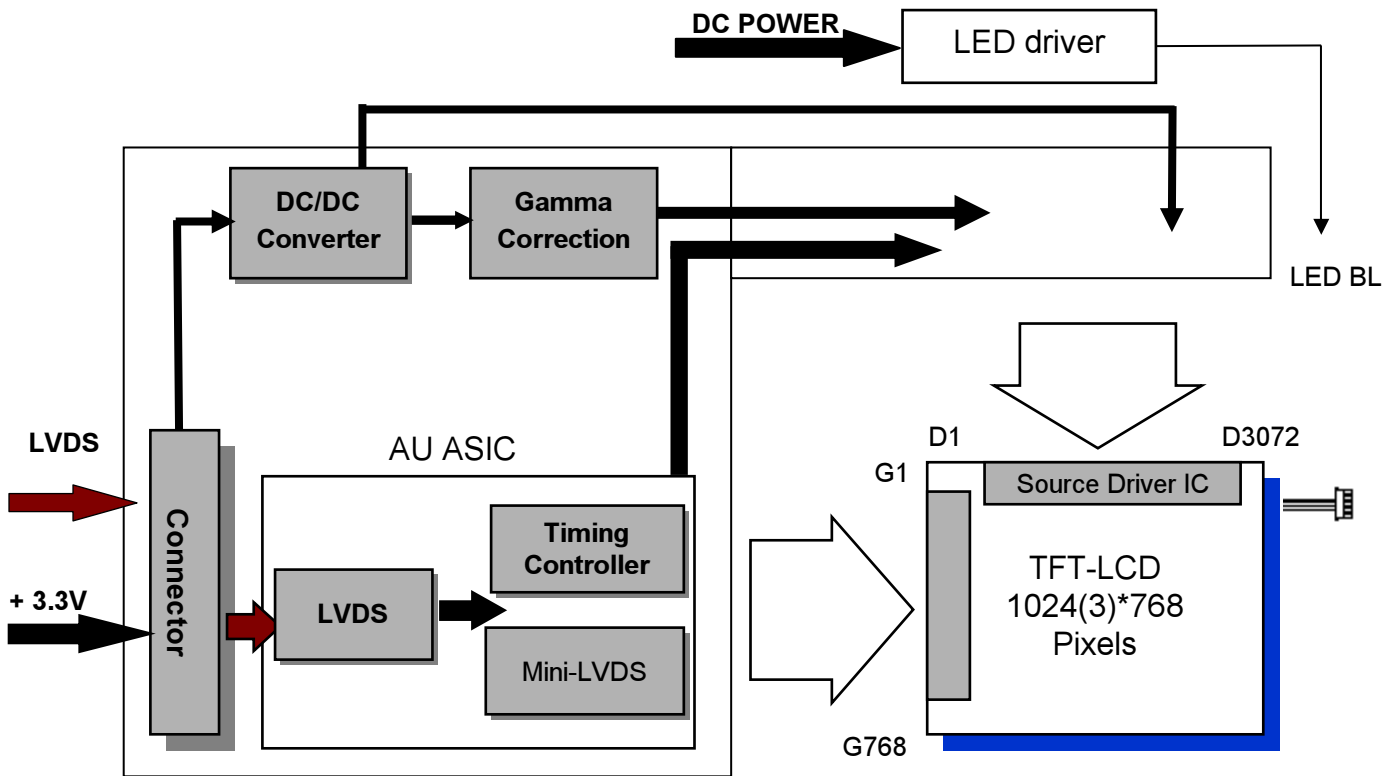 DC POWER
LED driver
DC/DC
Converter
Gamma
Correction
LED BL
LVDS
+ 3.3V
Connector
AU ASIC
LVDS
Timing
Controller
Mini-LVDS
D1
D3072
G1
G768
Source Driver IC
TFT-LCD
1024(3)*768
Pixels